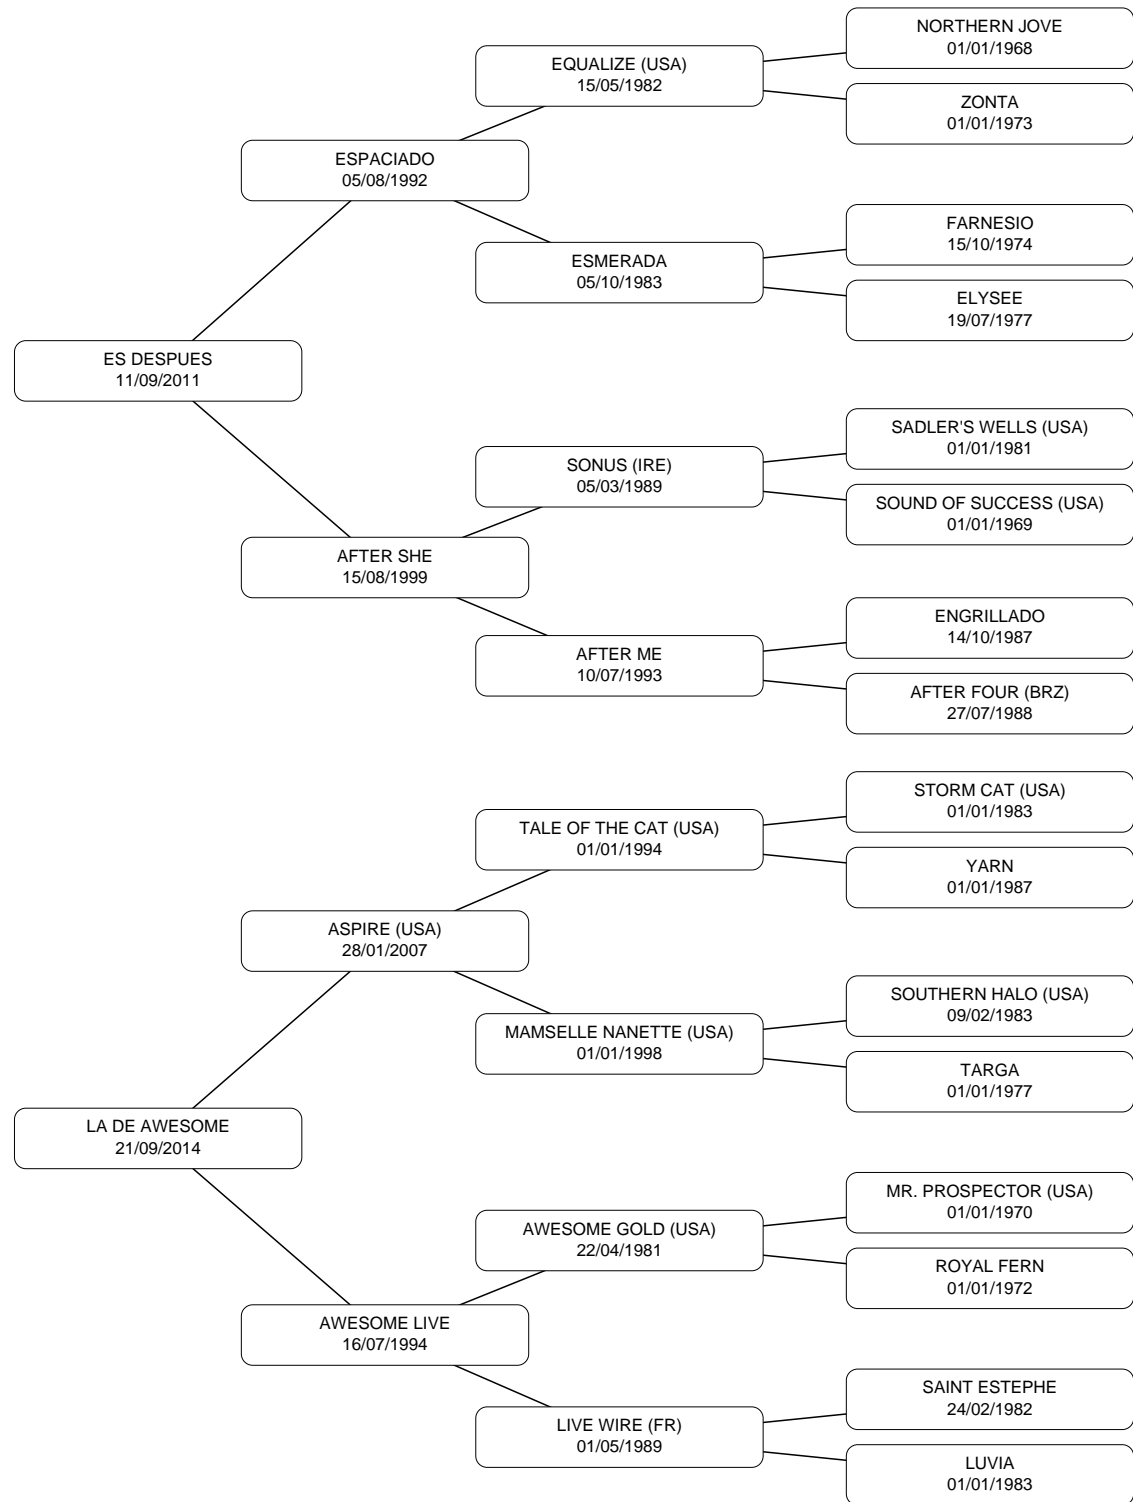 NORTHERN JOVE
01/01/1968
EQUALIZE (USA)
15/05/1982
ZONTA
01/01/1973
ESPACIADO
05/08/1992
FARNESIO
15/10/1974
ESMERADA
05/10/1983
ELYSEE
19/07/1977
ES DESPUES
11/09/2011
SADLER'S WELLS (USA)
01/01/1981
SONUS (IRE)
05/03/1989
SOUND OF SUCCESS (USA)
01/01/1969
AFTER SHE
15/08/1999
ENGRILLADO
14/10/1987
AFTER ME
10/07/1993
AFTER FOUR (BRZ)
27/07/1988
STORM CAT (USA)
01/01/1983
TALE OF THE CAT (USA)
01/01/1994
YARN
01/01/1987
ASPIRE (USA)
28/01/2007
SOUTHERN HALO (USA)
09/02/1983
MAMSELLE NANETTE (USA)
01/01/1998
TARGA
01/01/1977
LA DE AWESOME
21/09/2014
MR. PROSPECTOR (USA)
01/01/1970
AWESOME GOLD (USA)
22/04/1981
ROYAL FERN
01/01/1972
AWESOME LIVE
16/07/1994
SAINT ESTEPHE
24/02/1982
LIVE WIRE (FR)
01/05/1989
LUVIA
01/01/1983